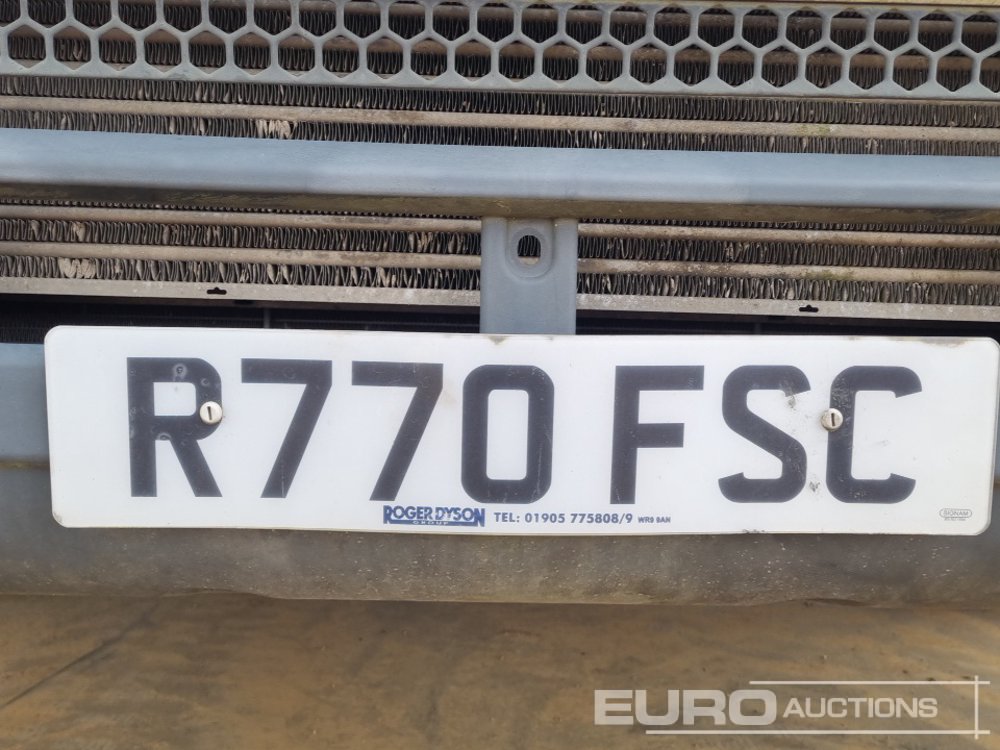 R770 FSC
ROGER DYSON GROUP TEL: 01905 775808/9 WR9 8AN
SIGNAM
EURO AUCTIONS